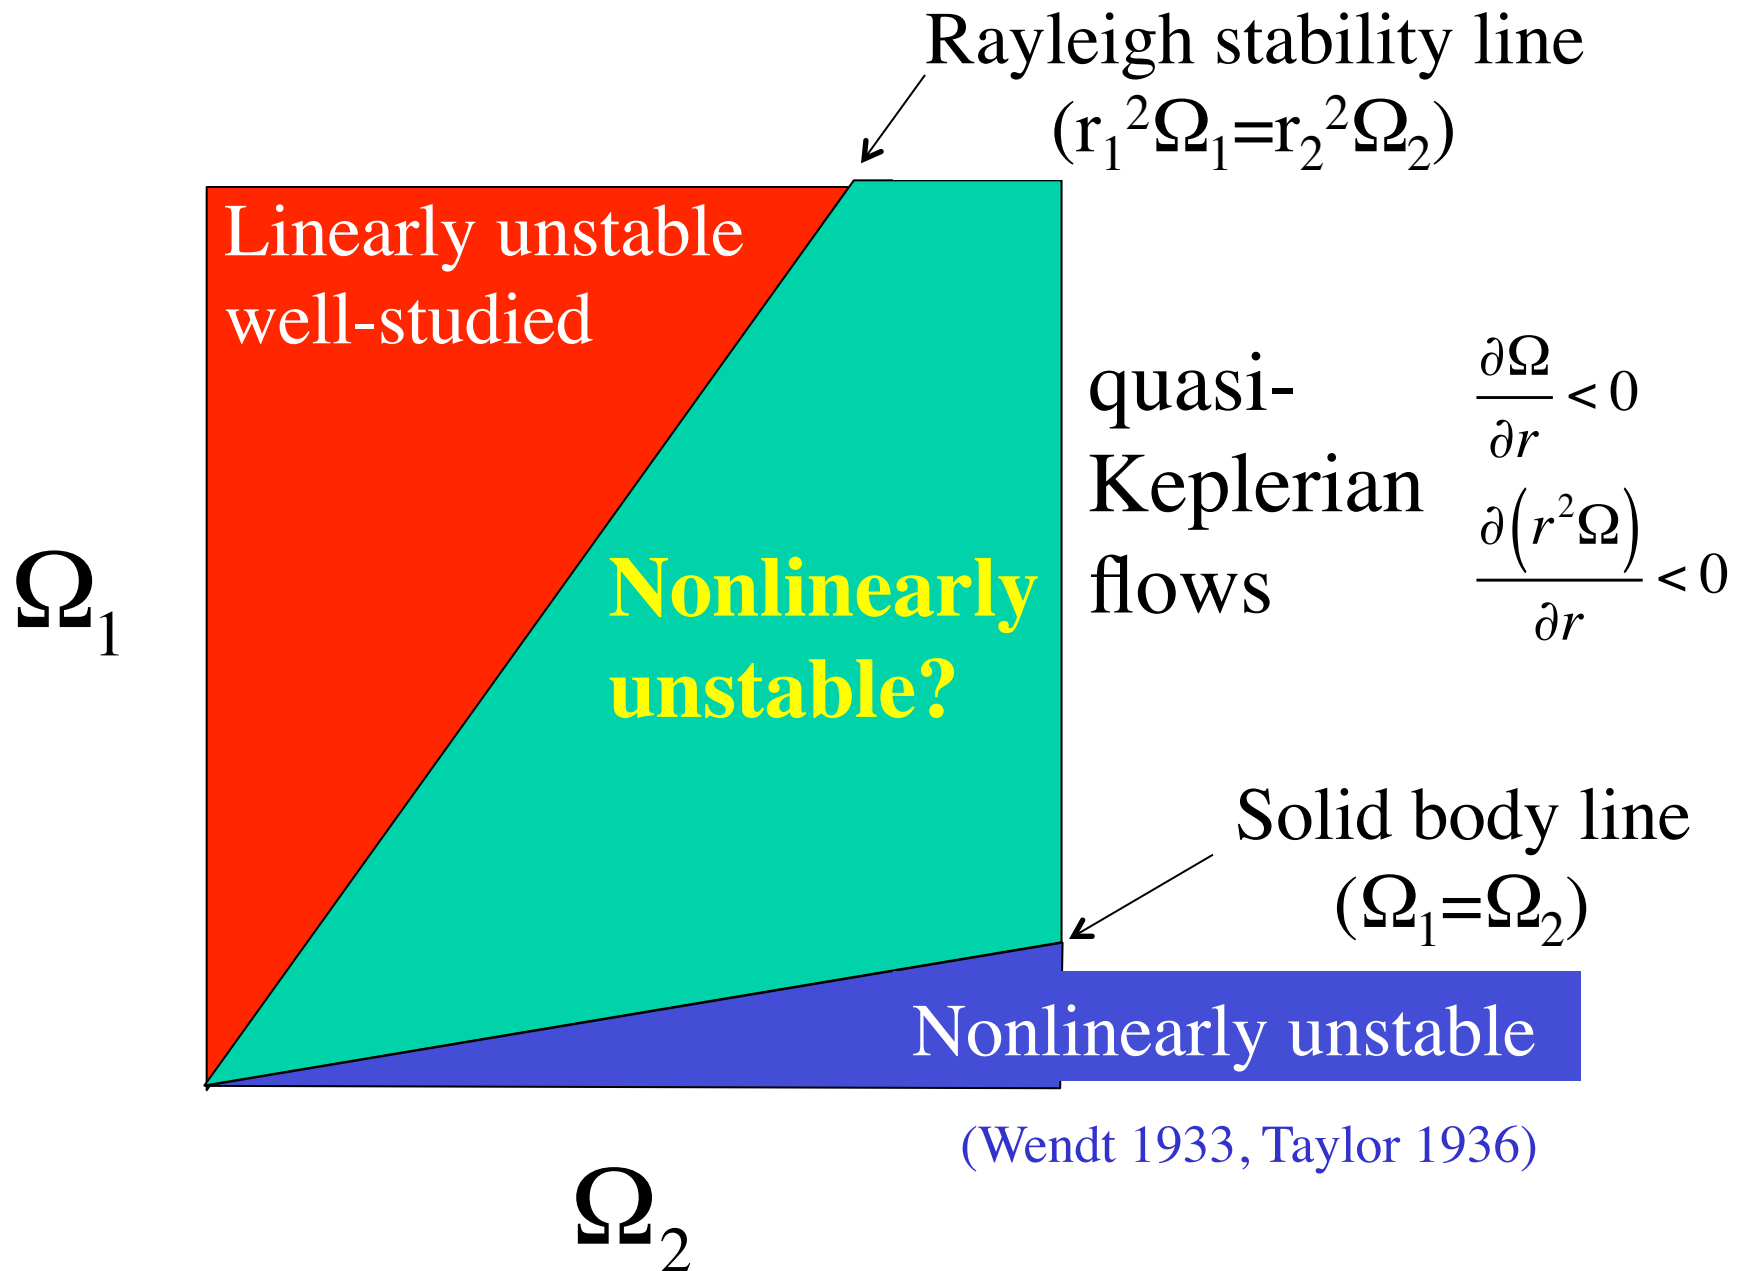 Rayleigh stability line
(r₁²Ω₁=r₂²Ω₂)
Linearly unstable
well-studied
quasi-
Keplerian
flows
∂Ω/∂r < 0
∂(r²Ω)/∂r < 0
Nonlinearly
unstable?
Ω₁
Solid body line
(Ω₁=Ω₂)
Nonlinearly unstable
(Wendt 1933, Taylor 1936)
Ω₂